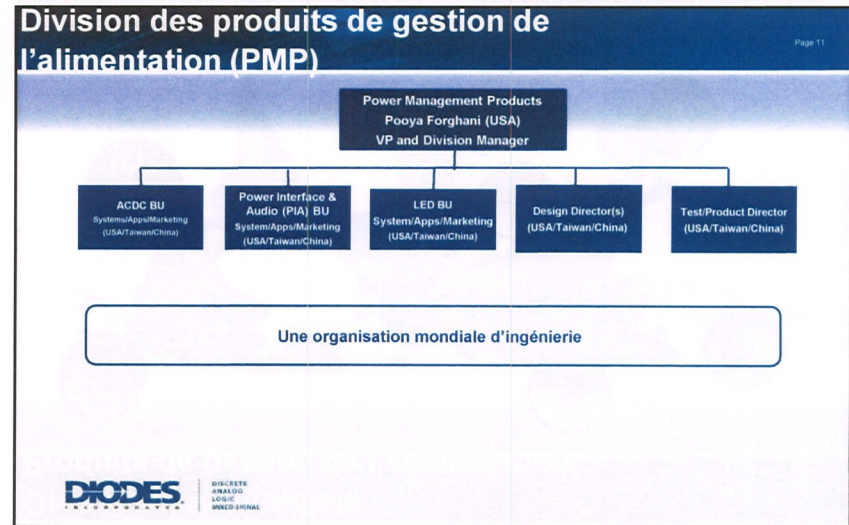 Division des produits de gestion de
l'alimentation (PMP)
Page 11
Power Management Products
Pooya Forghani (USA)
VP and Division Manager
ACDC BU
Systems/Apps/Marketing
(USA/Taiwan/China)
Power Interface &
Audio (PIA) BU
System/Apps/Marketing
(USA/Taiwan/China)
LED BU
System/Apps/Marketing
(USA/Taiwan/China)
Design Director(s)
(USA/Taiwan/China)
Test/Product Director
(USA/Taiwan/China)
Une organisation mondiale d'ingénierie
DIODES
INCORPORATED
DISCRETE
ANALOG
LOGIC
MIXED-SIGNAL